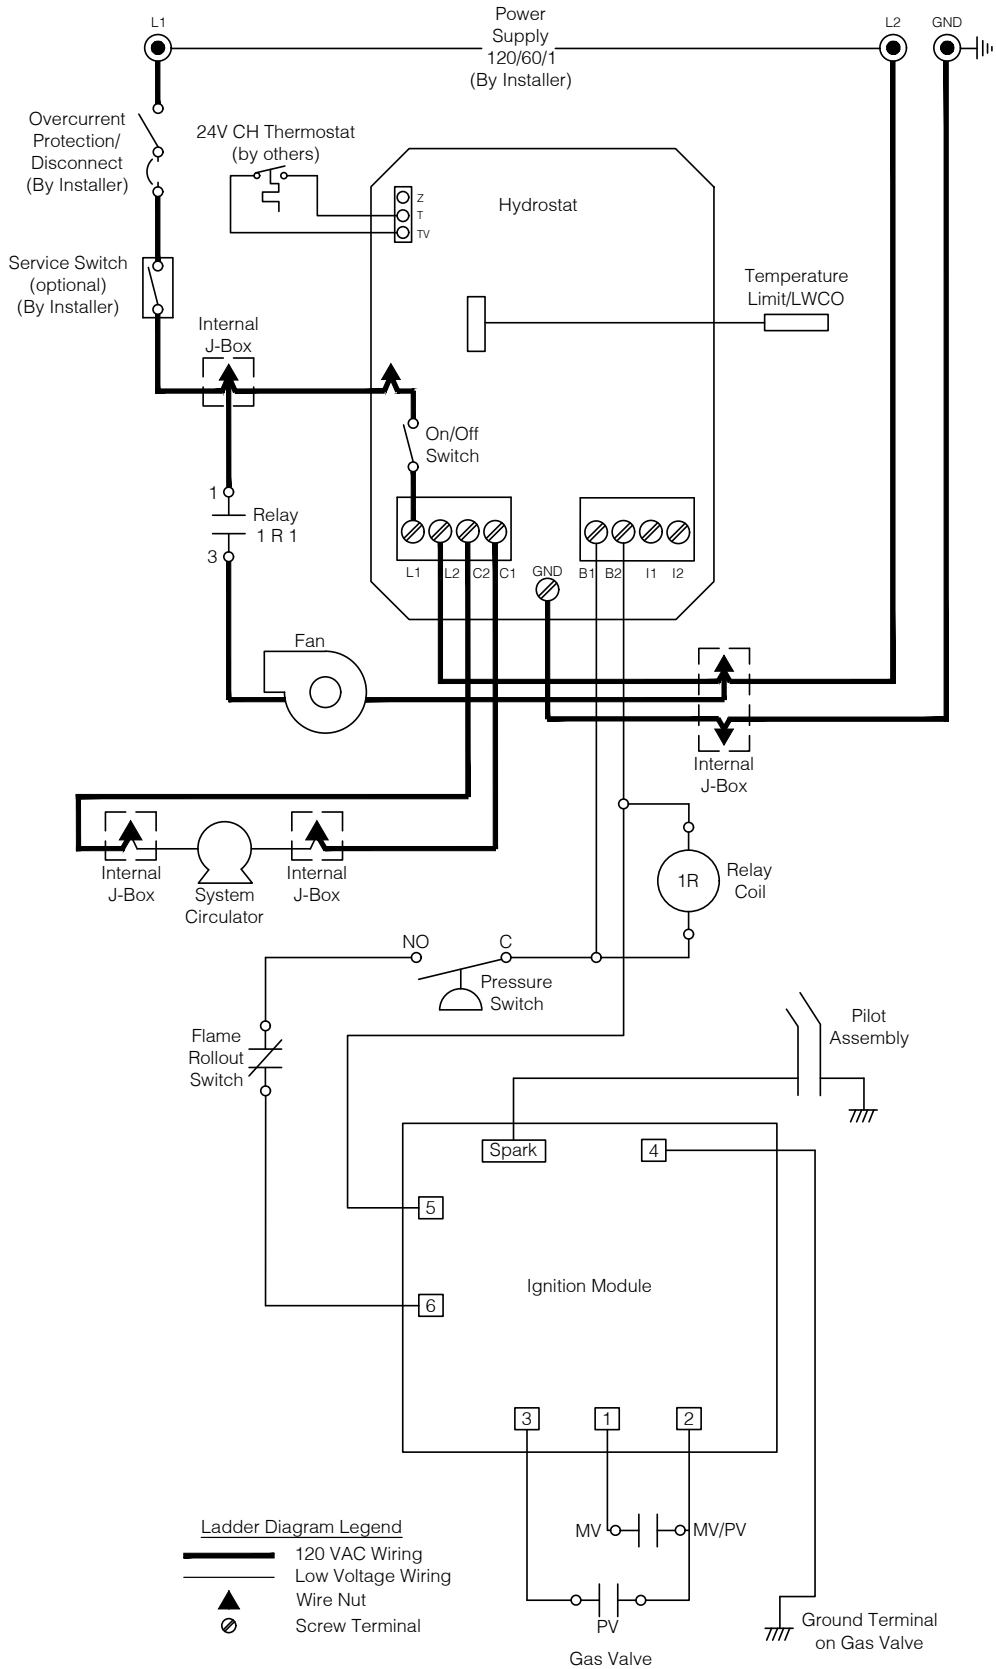 L1
Power
Supply
120/60/1
(By Installer)
L2
GND
Overcurrent
Protection/
Disconnect
(By Installer)
24V CH Thermostat
(by others)
Z
T
TV
Hydrostat
Service Switch
(optional)
(By Installer)
Temperature
Limit/LWCO
Internal
J-Box
On/Off
Switch
1
Relay
1 R 1
3
L1
L2
C2
C1
GND
B1
B2
I1
I2
Fan
Internal
J-Box
Internal
J-Box
System
Circulator
Internal
J-Box
1R
Relay
Coil
NO
C
Pressure
Switch
Flame
Rollout
Switch
Pilot
Assembly
Spark
4
5
Ignition Module
6
3
1
2
MV
MV/PV
PV
Gas Valve
Ladder Diagram Legend
120 VAC Wiring
Low Voltage Wiring
Wire Nut
Screw Terminal
Ground Terminal
on Gas Valve